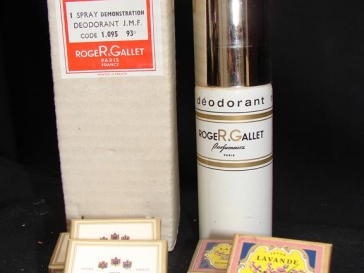 1 SPRAY DEMONSTRATION
DEODORANT J.M.F.
CODE 1.095 93°
ROGER.GALLET
PARIS
FRANCE
déodorant
ROGER.GALLET
Parfumeurs
PARIS
LAVANDE